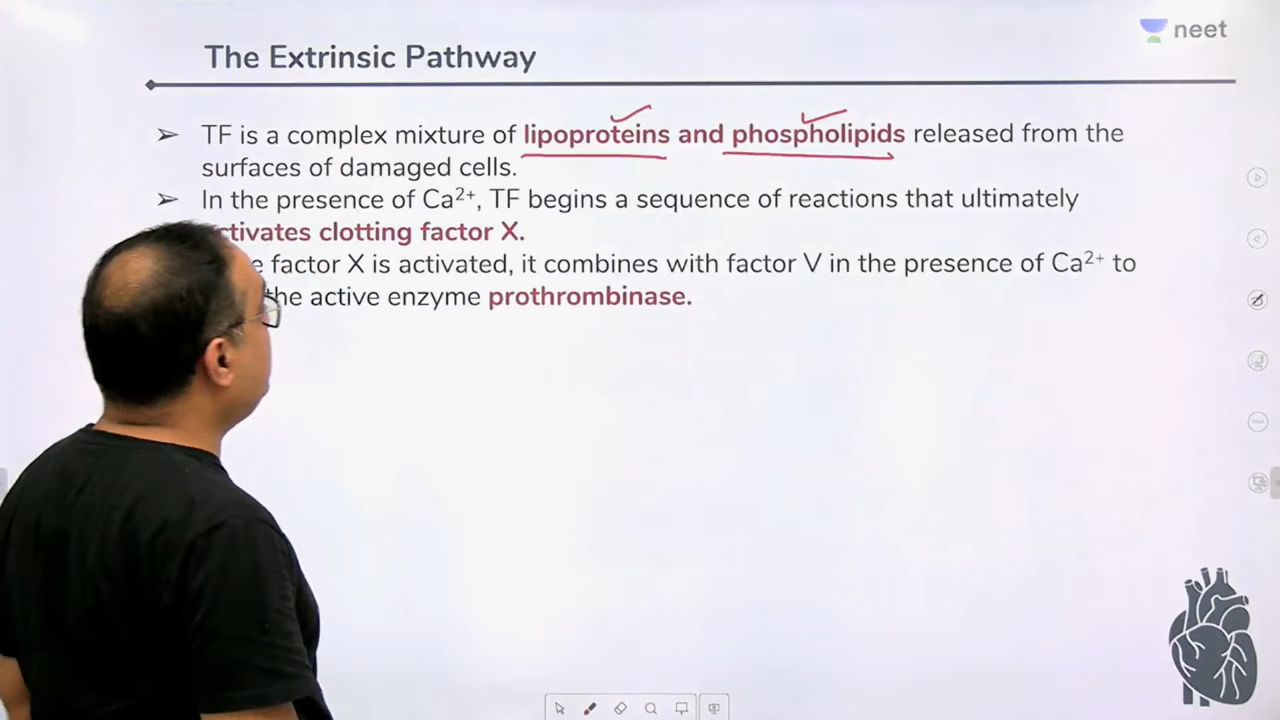 neet
The Extrinsic Pathway
➢ TF is a complex mixture of lipoproteins and phospholipids released from the
surfaces of damaged cells.
➢ In the presence of Ca²⁺, TF begins a sequence of reactions that ultimately
ctivates clotting factor X.
e factor X is activated, it combines with factor V in the presence of Ca²⁺ to
the active enzyme prothrombinase.